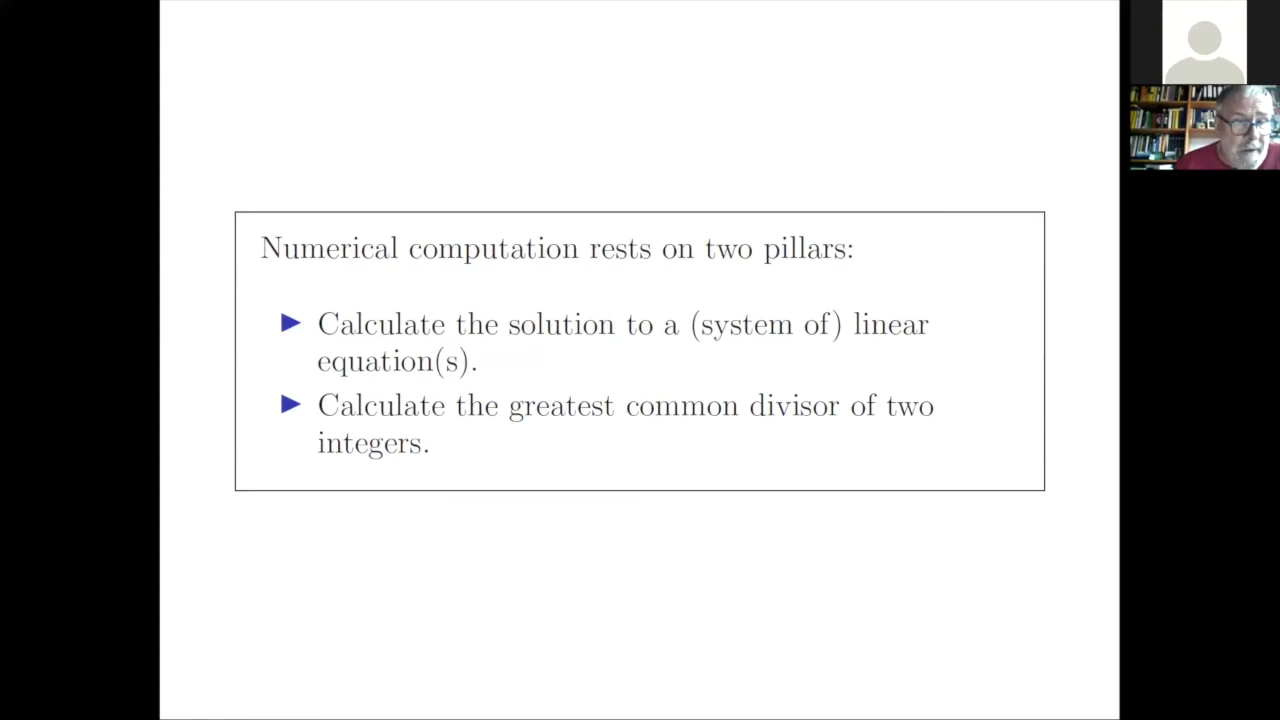 Numerical computation rests on two pillars:
Calculate the solution to a (system of) linear
equation(s).
Calculate the greatest common divisor of two
integers.